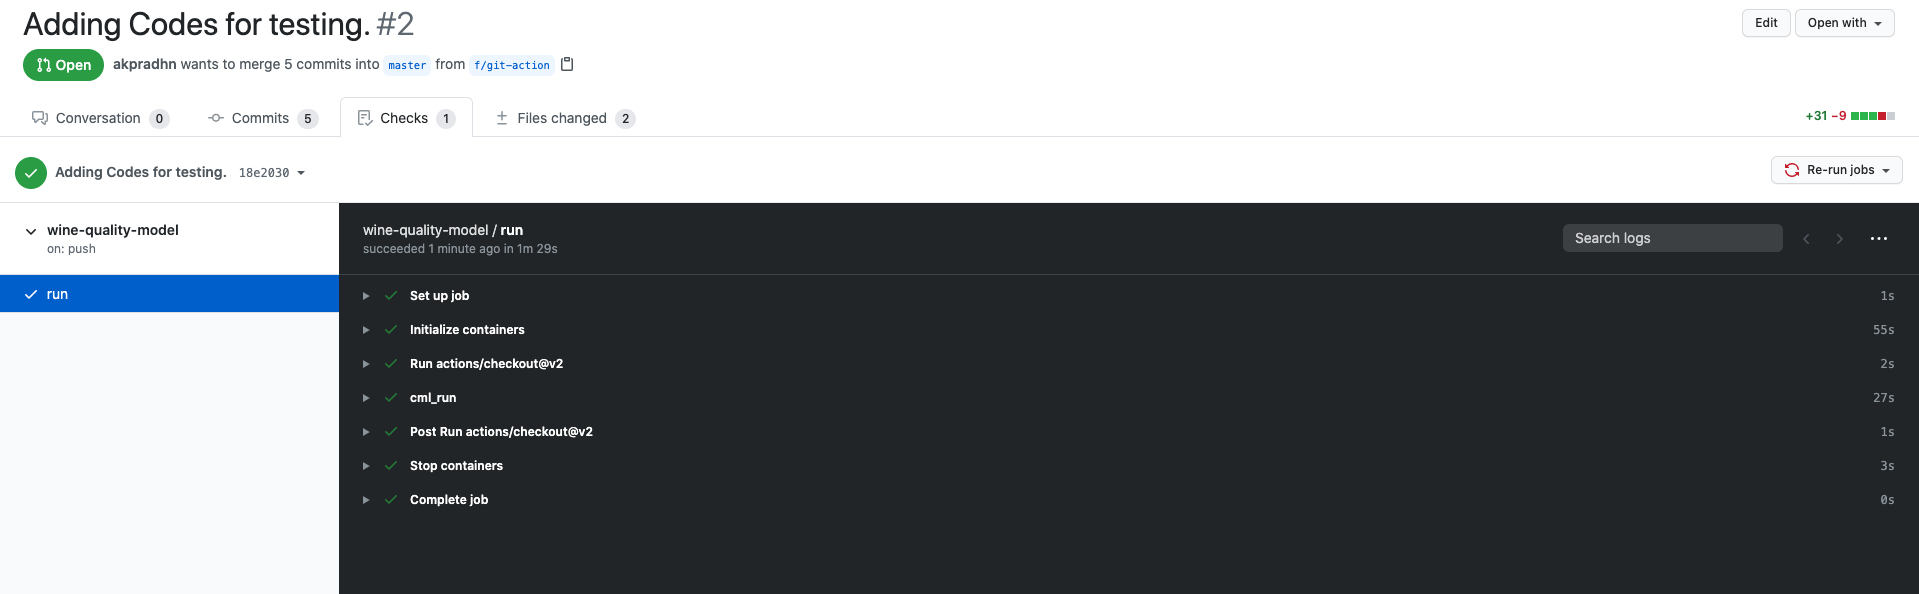 Adding Codes for testing. #2
Edit
Open with
Open
akpradhn wants to merge 5 commits into master from f/git-action
Conversation 0
Commits 5
Checks 1
Files changed 2
+31 −9
Adding Codes for testing. 18e2030
Re-run jobs
wine-quality-model
on: push
run
wine-quality-model / run
succeeded 1 minute ago in 1m 29s
Search logs
Set up job 1s
Initialize containers 55s
Run actions/checkout@v2 2s
cml_run 27s
Post Run actions/checkout@v2 1s
Stop containers 3s
Complete job 0s